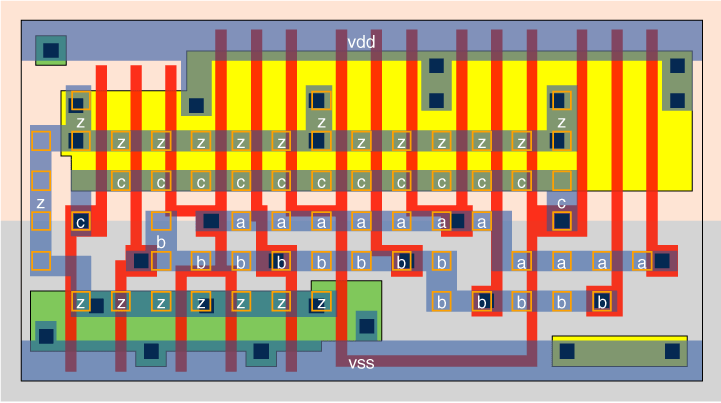 vdd
z z z
z z z z z z z
c c c c c c c c c c c
z c
c a a a a a a a
b
b b b b b b a a a a
z z z z z z z b b b b
vss